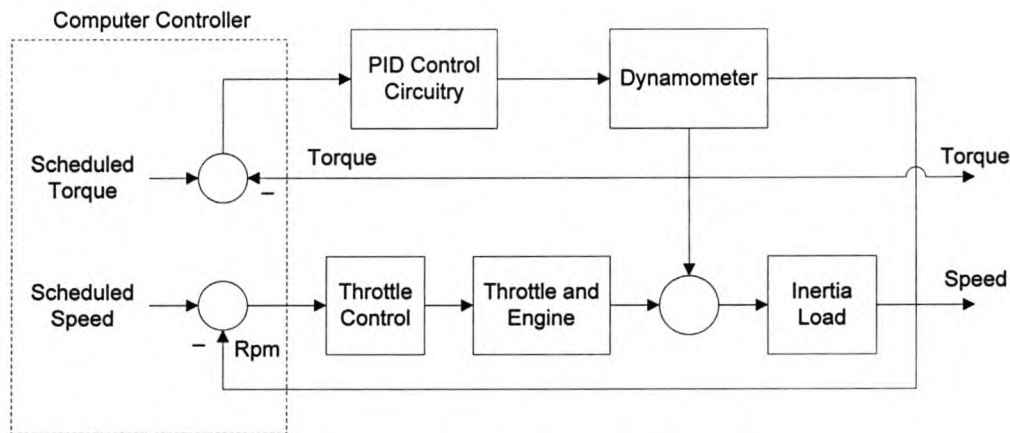 Computer Controller
PID Control
Circuitry
Dynamometer
Scheduled
Torque
–
Torque
Torque
Scheduled
Speed
–
Rpm
Throttle
Control
Throttle and
Engine
Inertia
Load
Speed